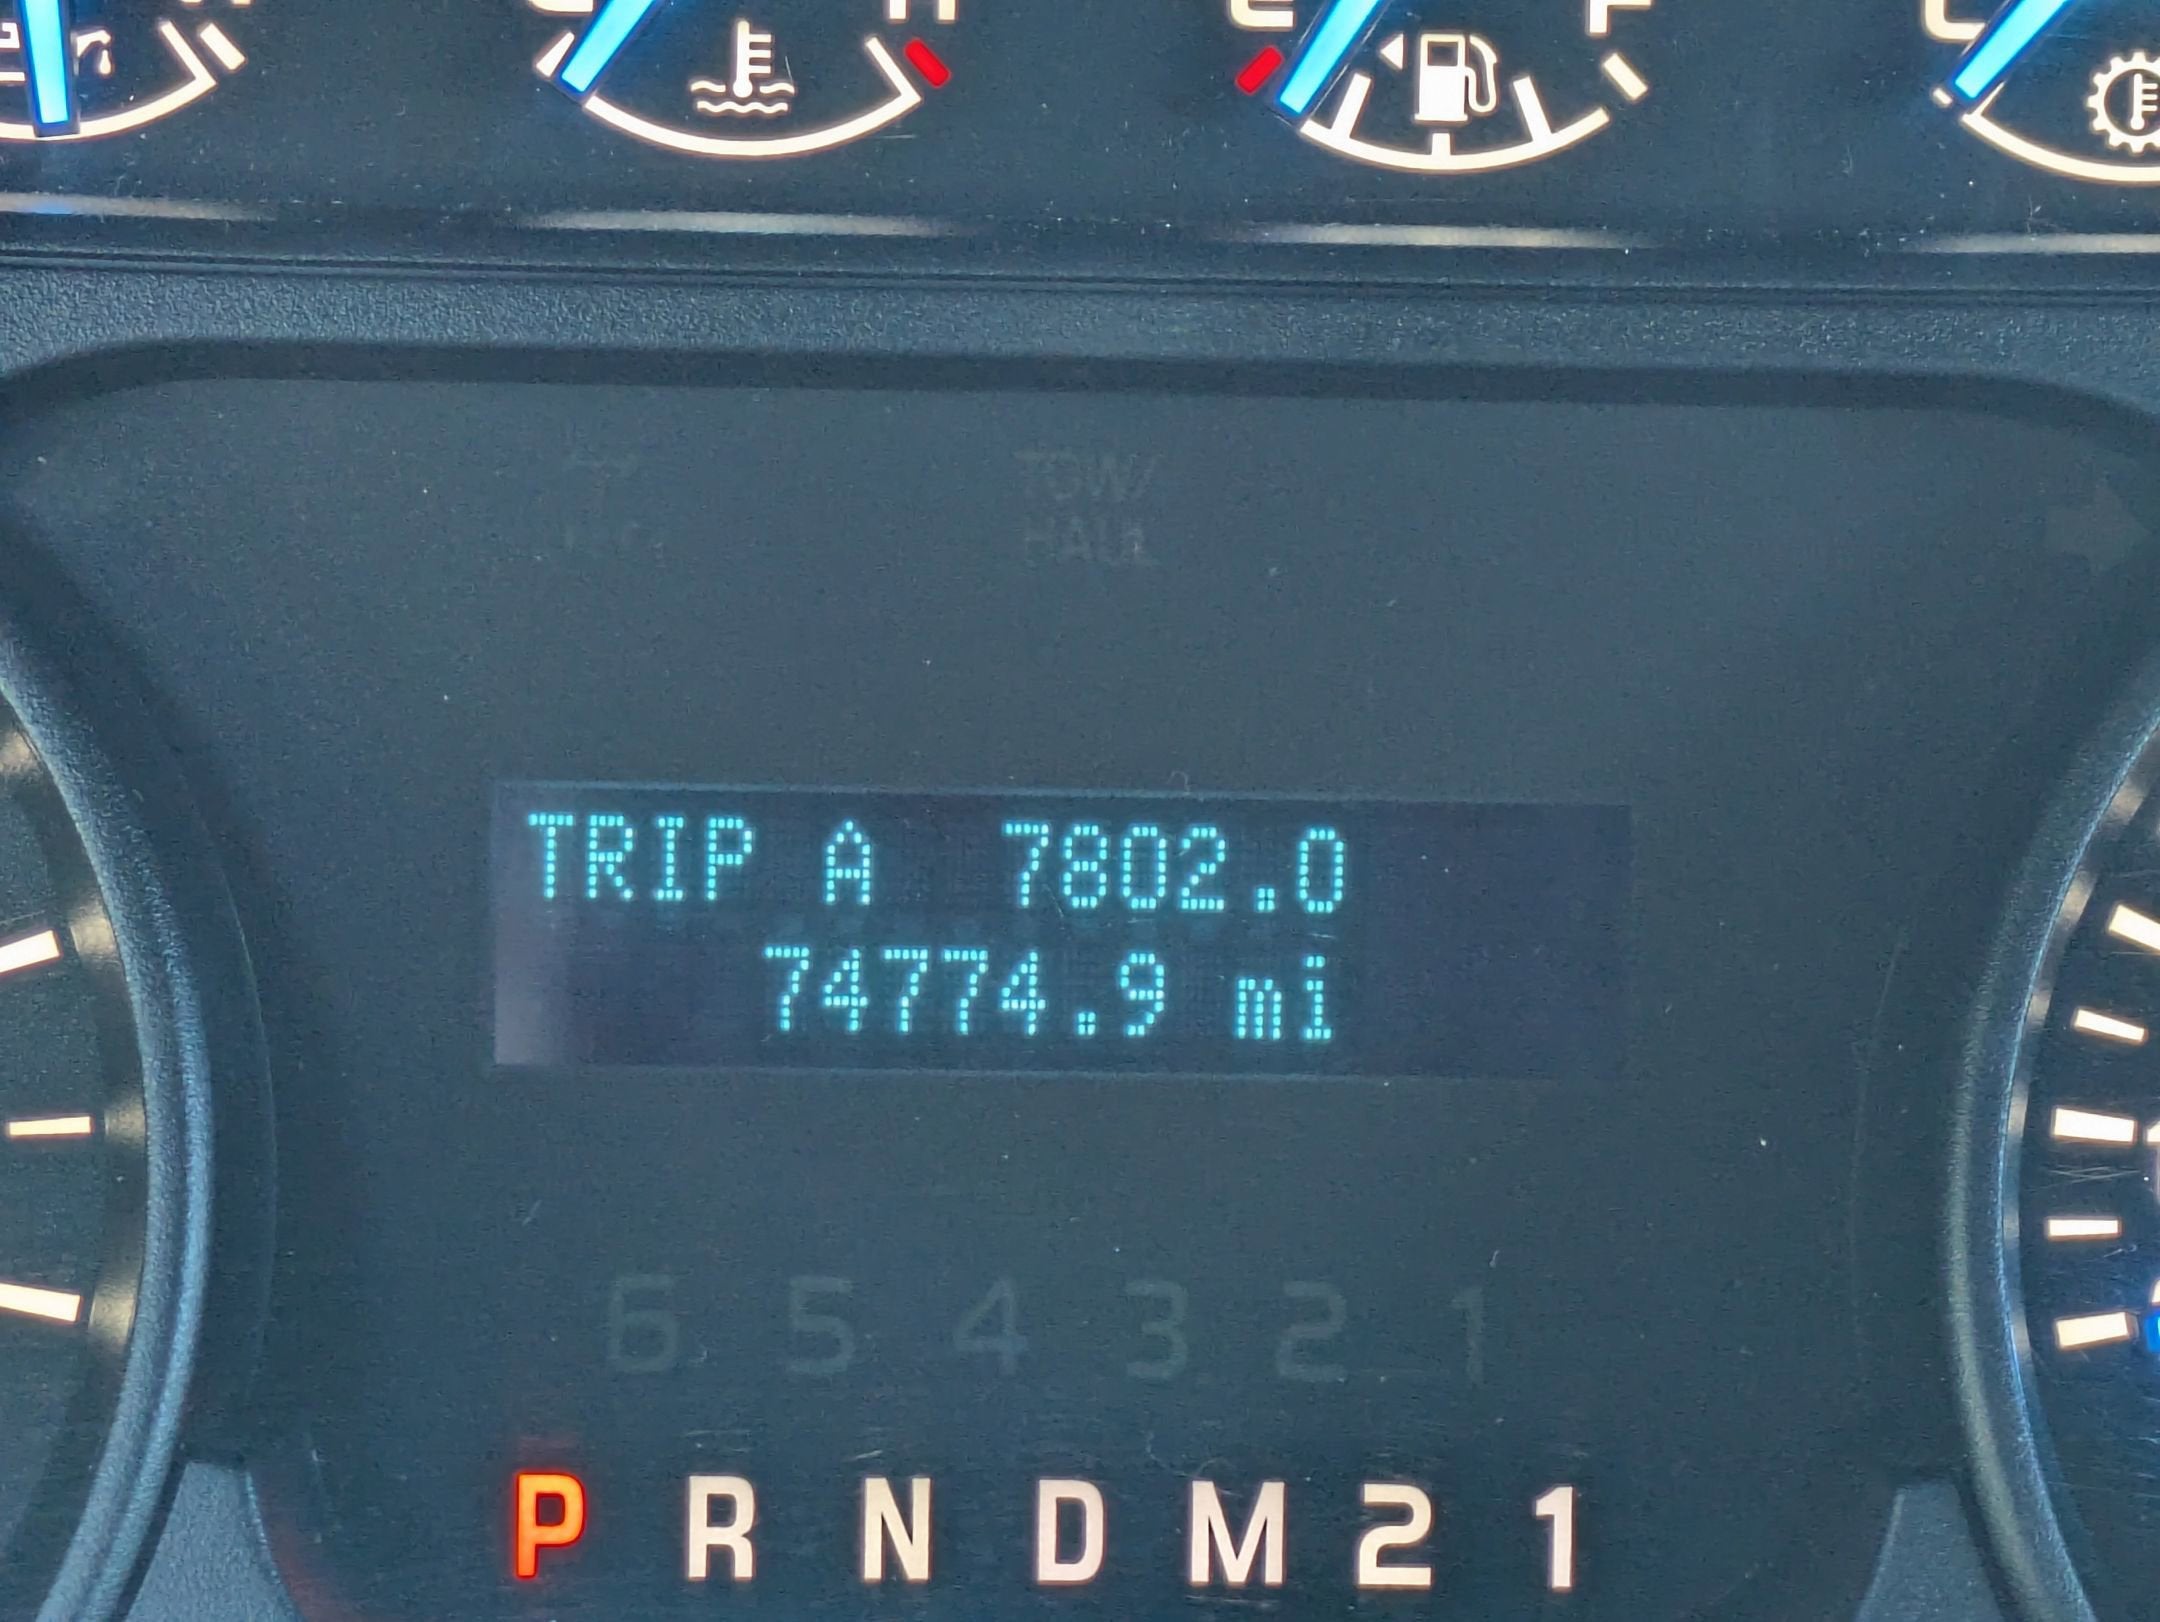 E F
TOW/
HAUL
TRIP A 7802.0
74774.9 mi
6 5 4 3 2 1
P R N D M 2 1